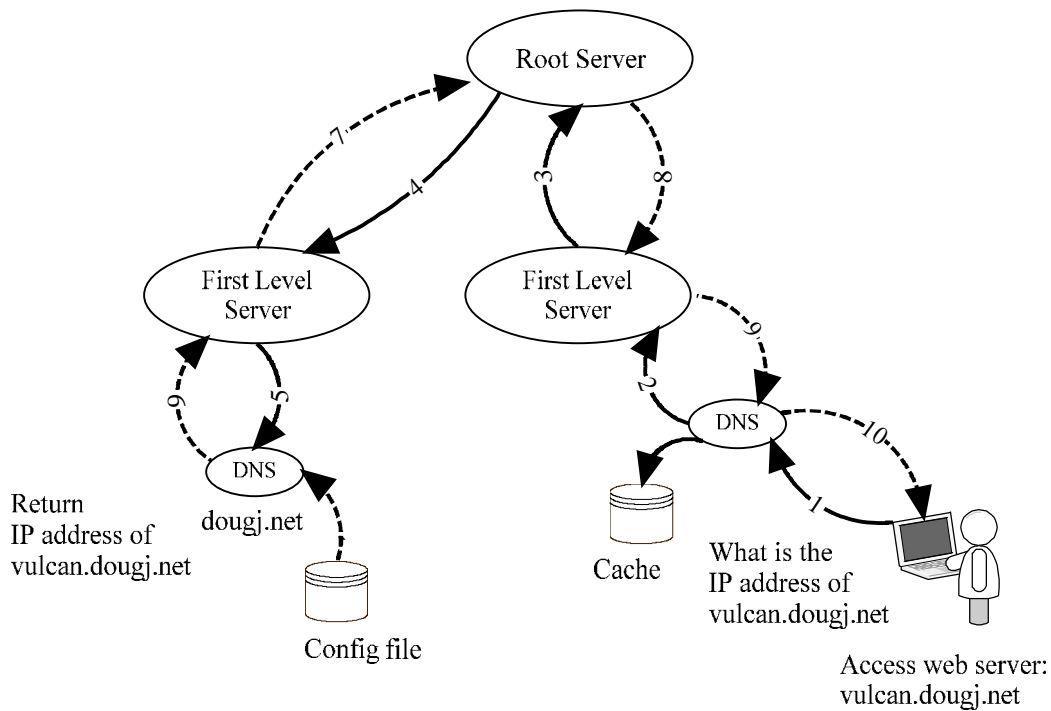 Root Server
7
4
3
8
First Level
Server
First Level
Server
9
6
5
2
DNS
10
DNS
dougj.net
Return
IP address of
vulcan.dougj.net
1
Cache
What is the
IP address of
vulcan.dougj.net
Config file
Access web server:
vulcan.dougj.net